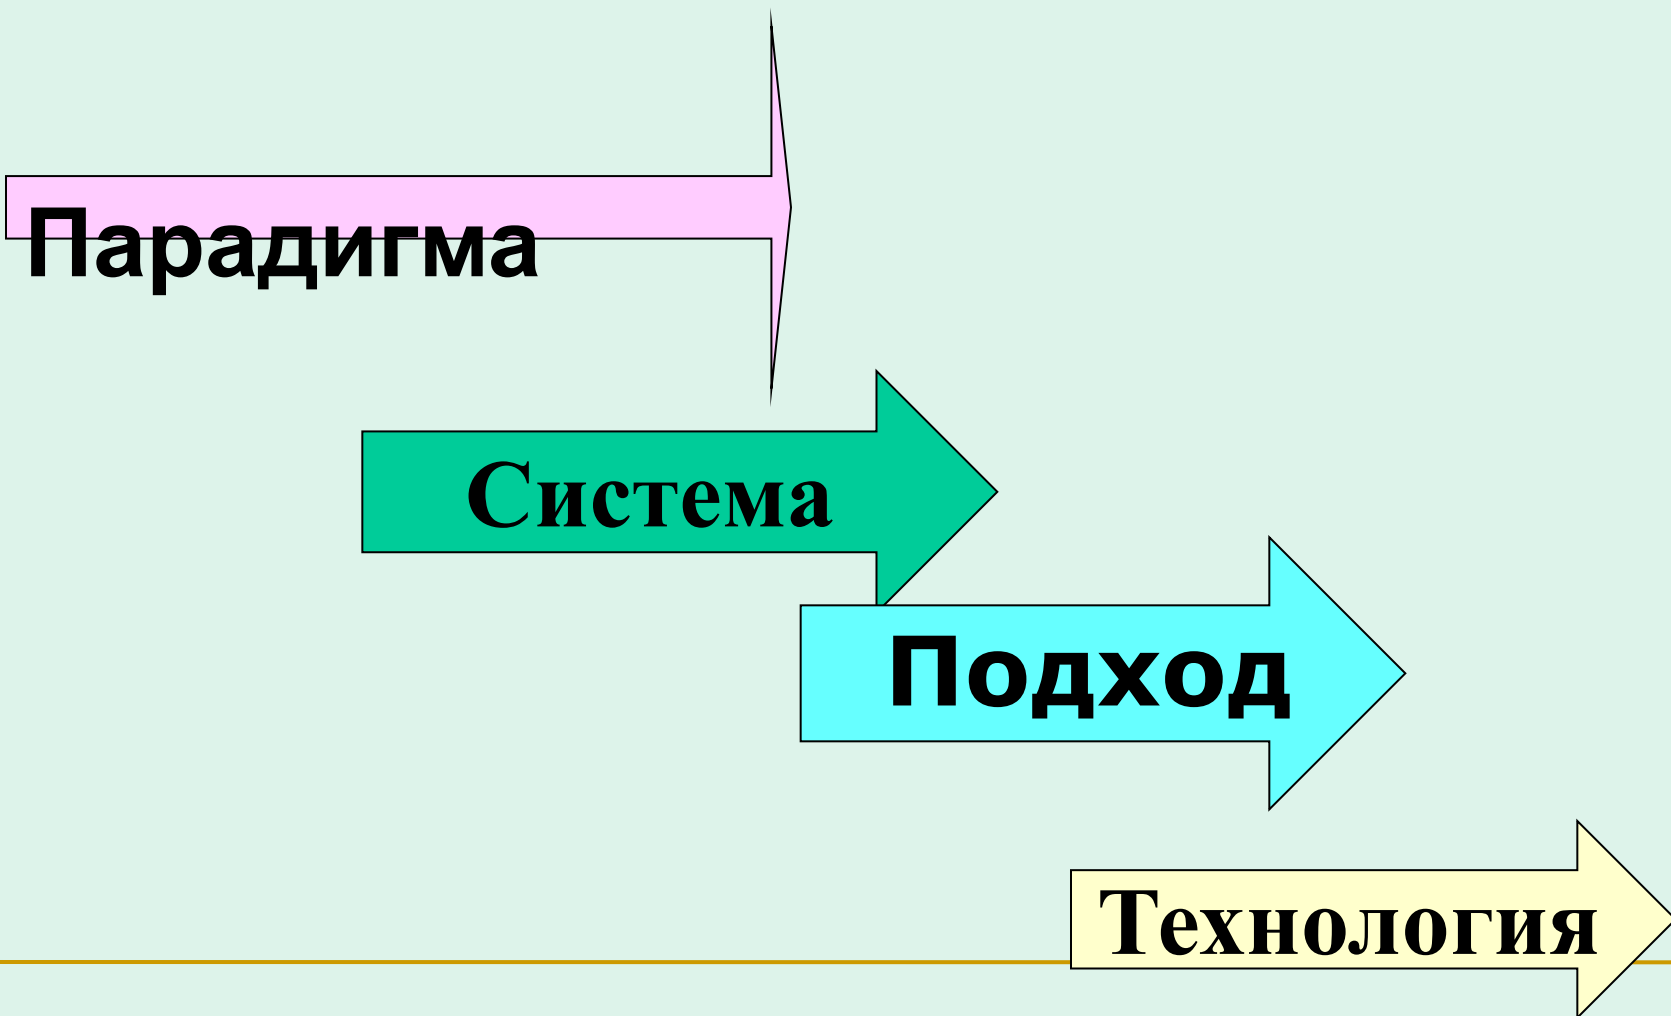 Парадигма
Система
Подход
Технология